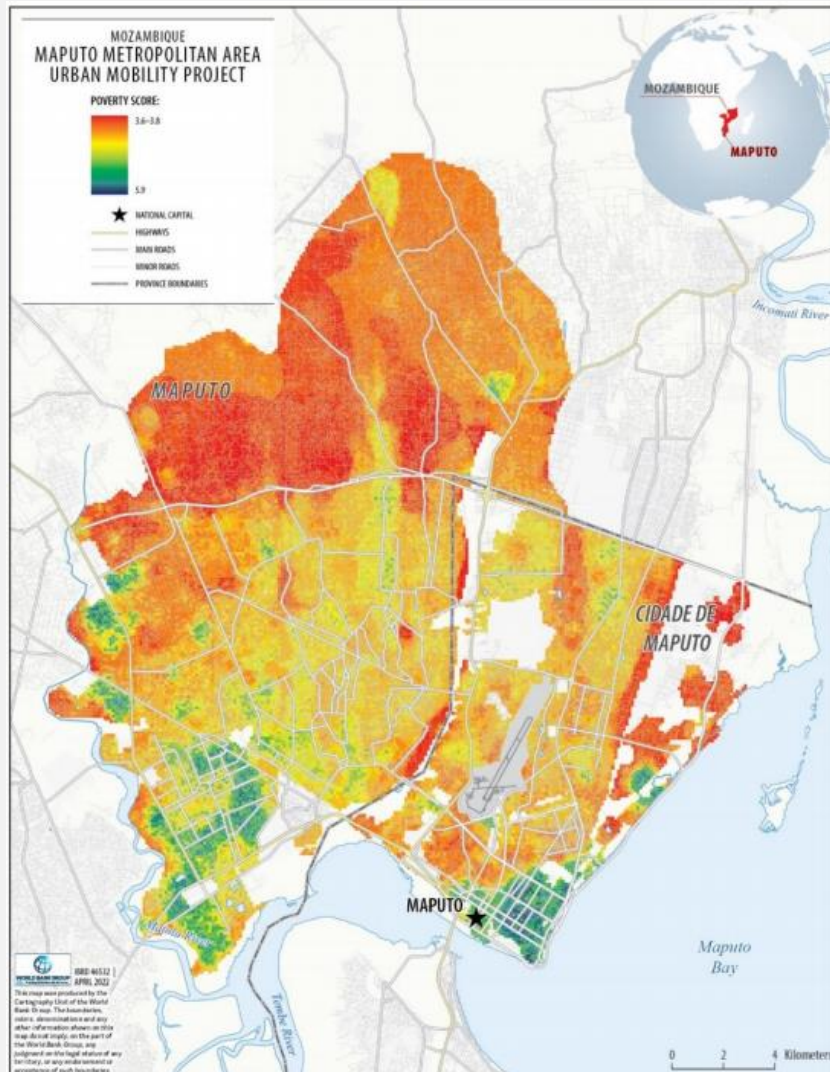 MOZAMBIQUE
MAPUTO METROPOLITAN AREA
URBAN MOBILITY PROJECT
POVERTY SCORE:
3.6–3.8
5.9
NATIONAL CAPITAL
HIGHWAYS
MAIN ROADS
MINOR ROADS
PROVINCE BOUNDARIES
MOZAMBIQUE
MAPUTO
Incomati River
MAPUTO
CIDADE DE
MAPUTO
MAPUTO
Matola River
Tembe River
Maputo
Bay
WORLD BANK GROUP
IBRD 46532 |
APRIL 2022
This map was produced by the
Cartography Unit of the World
Bank Group. The boundaries,
colors, denominations and any
other information shown on this
map do not imply, on the part of
the World Bank Group, any
judgment on the legal status of any
territory, or any endorsement or
acceptance of such boundaries.
0 2 4 Kilometers